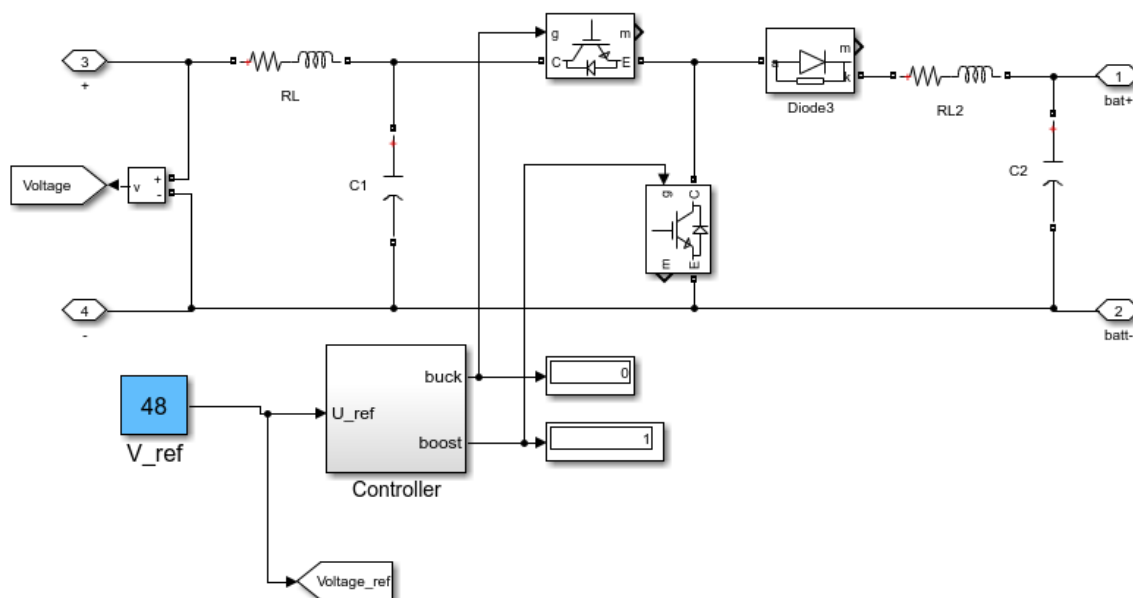 g
m
C
E
3
+
RL
a
m
k
Diode3
RL2
1
bat+
C1
C2
Voltage
v
+
-
g
C
m
E
4
-
2
batt-
48
V_ref
U_ref
buck
boost
Controller
0
1
Voltage_ref